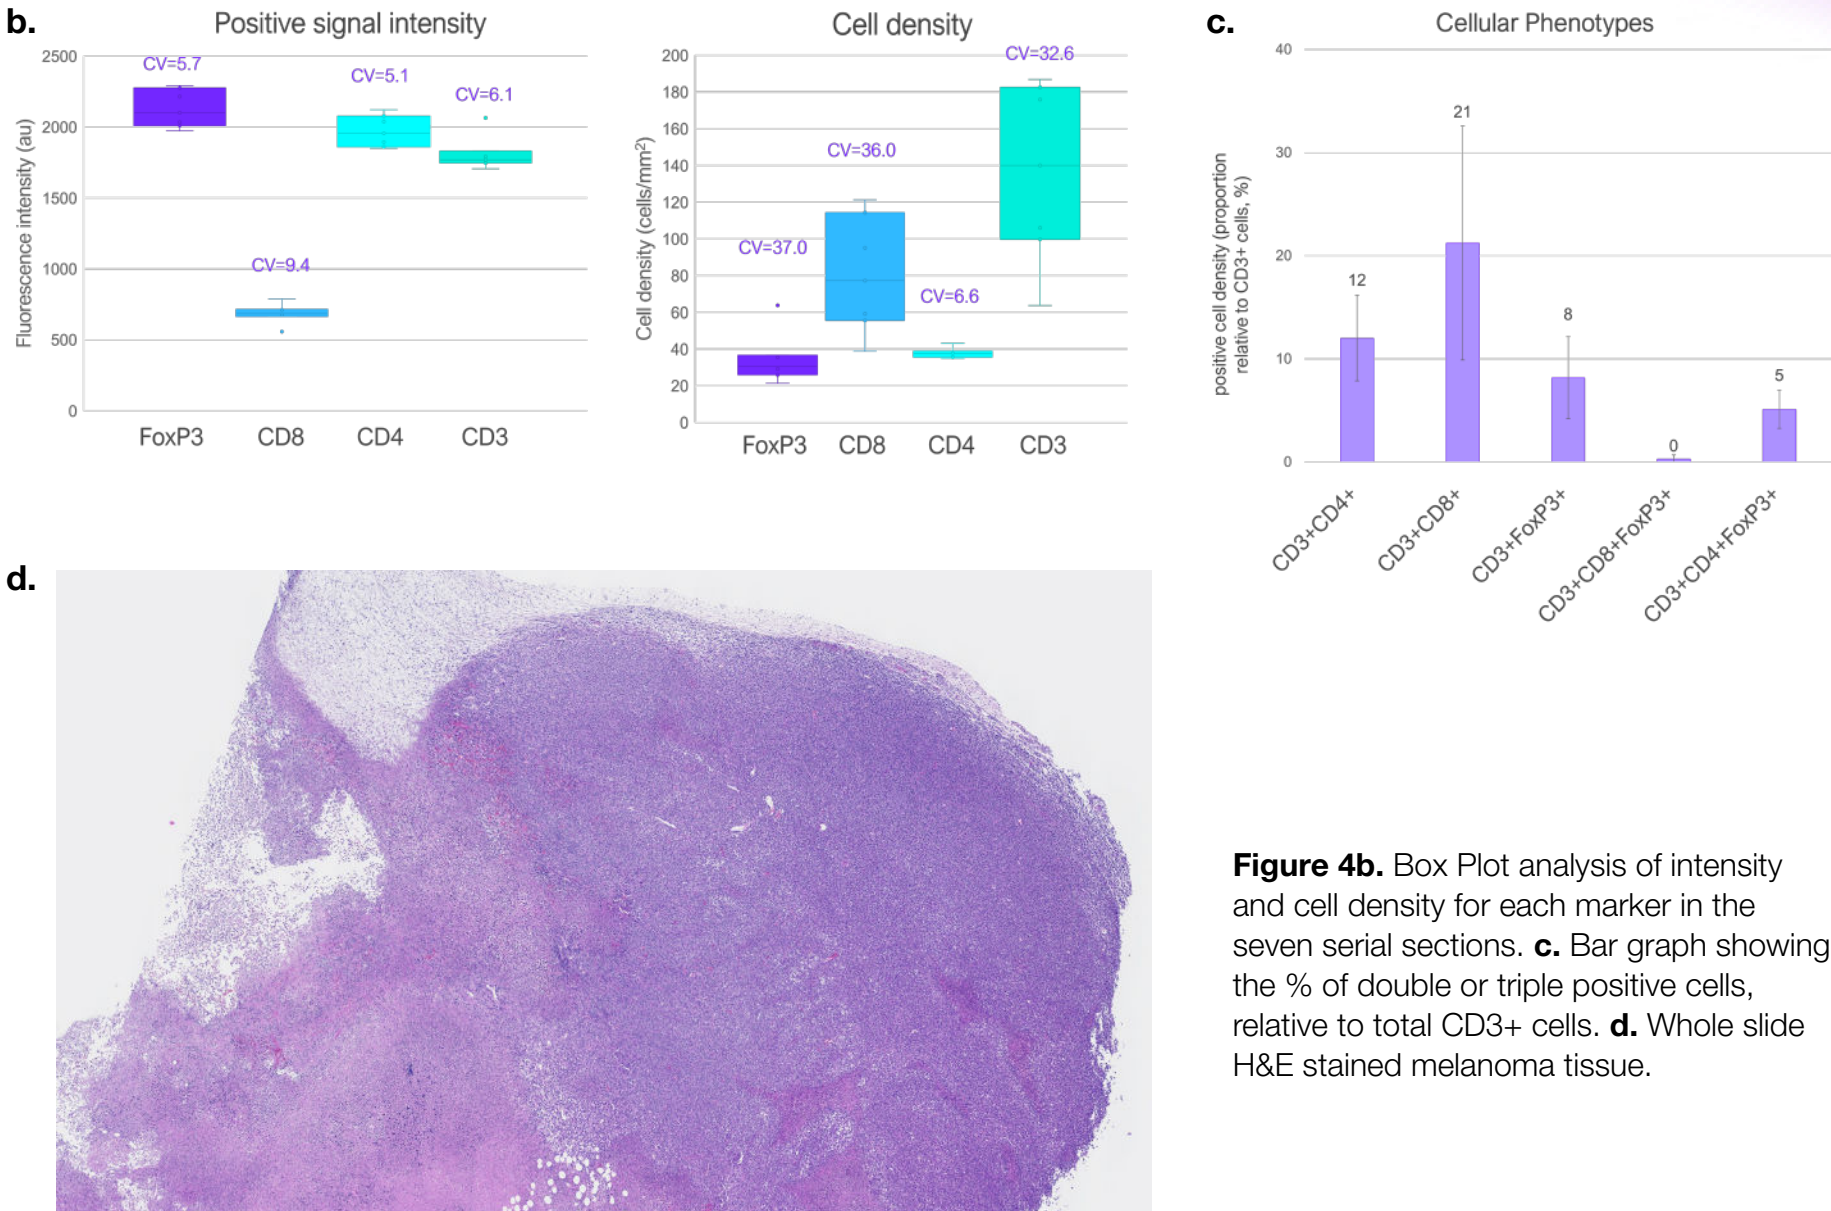 b.
Positive signal intensity
Fluorescence intensity (au)
2500
2000
1500
1000
500
0
CV=5.7
CV=9.4
CV=5.1
CV=6.1
FoxP3 CD8 CD4 CD3
Cell density
Cell density (cells/mm²)
200
180
160
140
120
100
80
60
40
20
0
CV=37.0
CV=36.0
CV=6.6
CV=32.6
FoxP3 CD8 CD4 CD3
c.
Cellular Phenotypes
positive cell density (proportion
relative to CD3+ cells, %)
40
30
20
10
0
12
21
8
0
5
CD3+CD4+
CD3+CD8+
CD3+FoxP3+
CD3+CD8+FoxP3+
CD3+CD4+FoxP3+
d.
Figure 4b. Box Plot analysis of intensity
and cell density for each marker in the
seven serial sections. c. Bar graph showing
the % of double or triple positive cells,
relative to total CD3+ cells. d. Whole slide
H&E stained melanoma tissue.